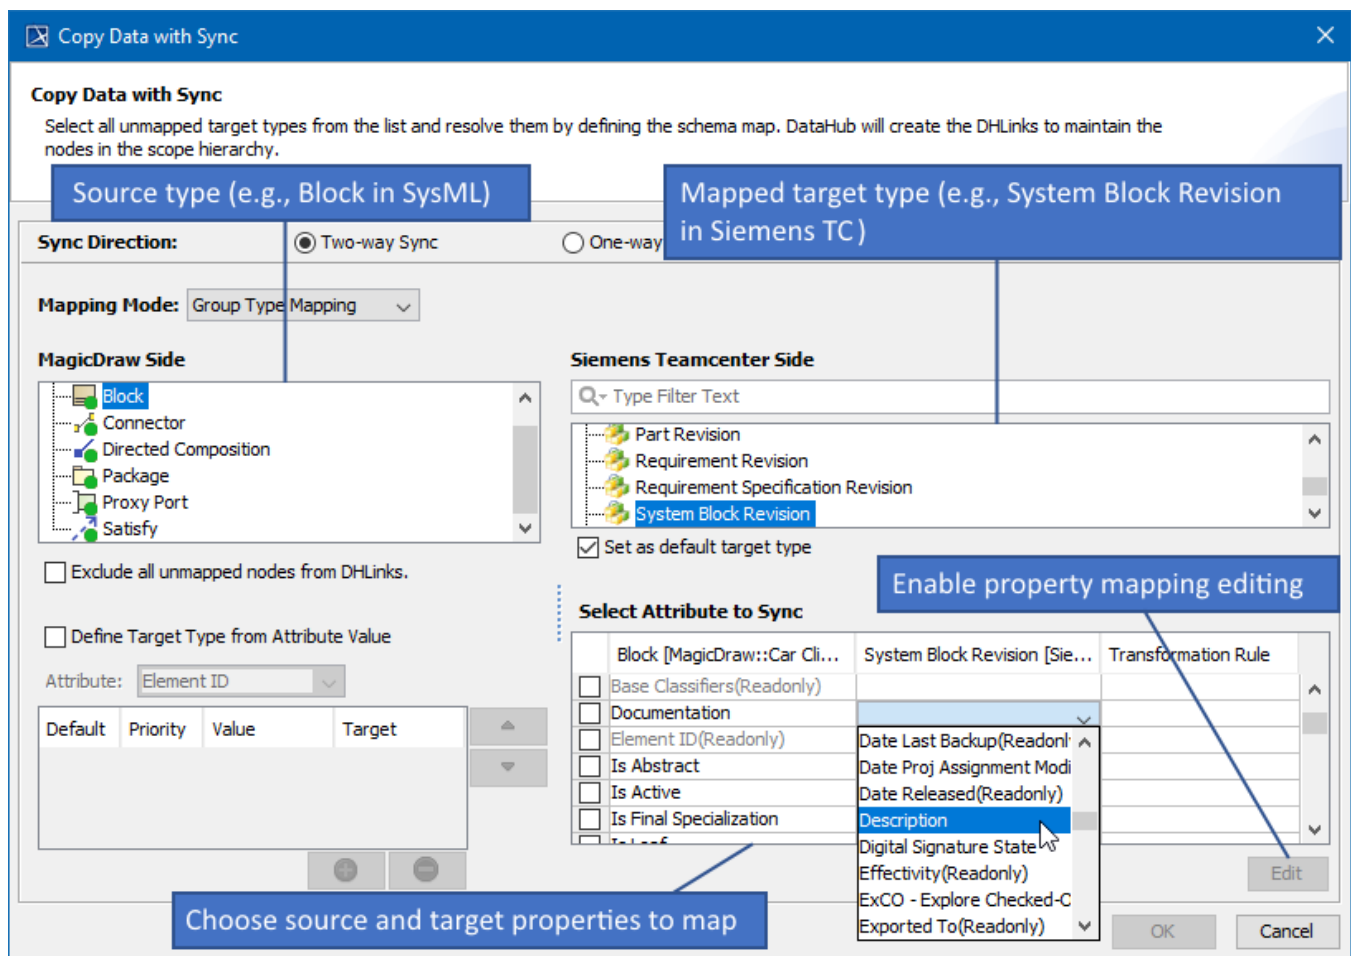 Copy Data with Sync
Copy Data with Sync
Select all unmapped target types from the list and resolve them by defining the schema map. DataHub will create the DHLinks to maintain the
nodes in the scope hierarchy.
Source type (e.g., Block in SysML)
Mapped target type (e.g., System Block Revision
in Siemens TC)
Sync Direction:
Two-way Sync
One-way
Mapping Mode:
Group Type Mapping
MagicDraw Side
Block
Connector
Directed Composition
Package
Proxy Port
Satisfy
Exclude all unmapped nodes from DHLinks.
Define Target Type from Attribute Value
Attribute:
Element ID
Default Priority Value Target
Siemens Teamcenter Side
Type Filter Text
Part Revision
Requirement Revision
Requirement Specification Revision
System Block Revision
Set as default target type
Enable property mapping editing
Select Attribute to Sync
Block [MagicDraw::Car Cli... System Block Revision [Sie... Transformation Rule
Base Classifiers(Readonly)
Documentation
Element ID(Readonly)
Is Abstract
Is Active
Is Final Specialization
Date Last Backup(Readonl
Date Proj Assignment Modi
Date Released(Readonly)
Description
Digital Signature State
Effectivity(Readonly)
ExCO - Explore Checked-O
Exported To(Readonly)
Edit
Choose source and target properties to map
OK
Cancel